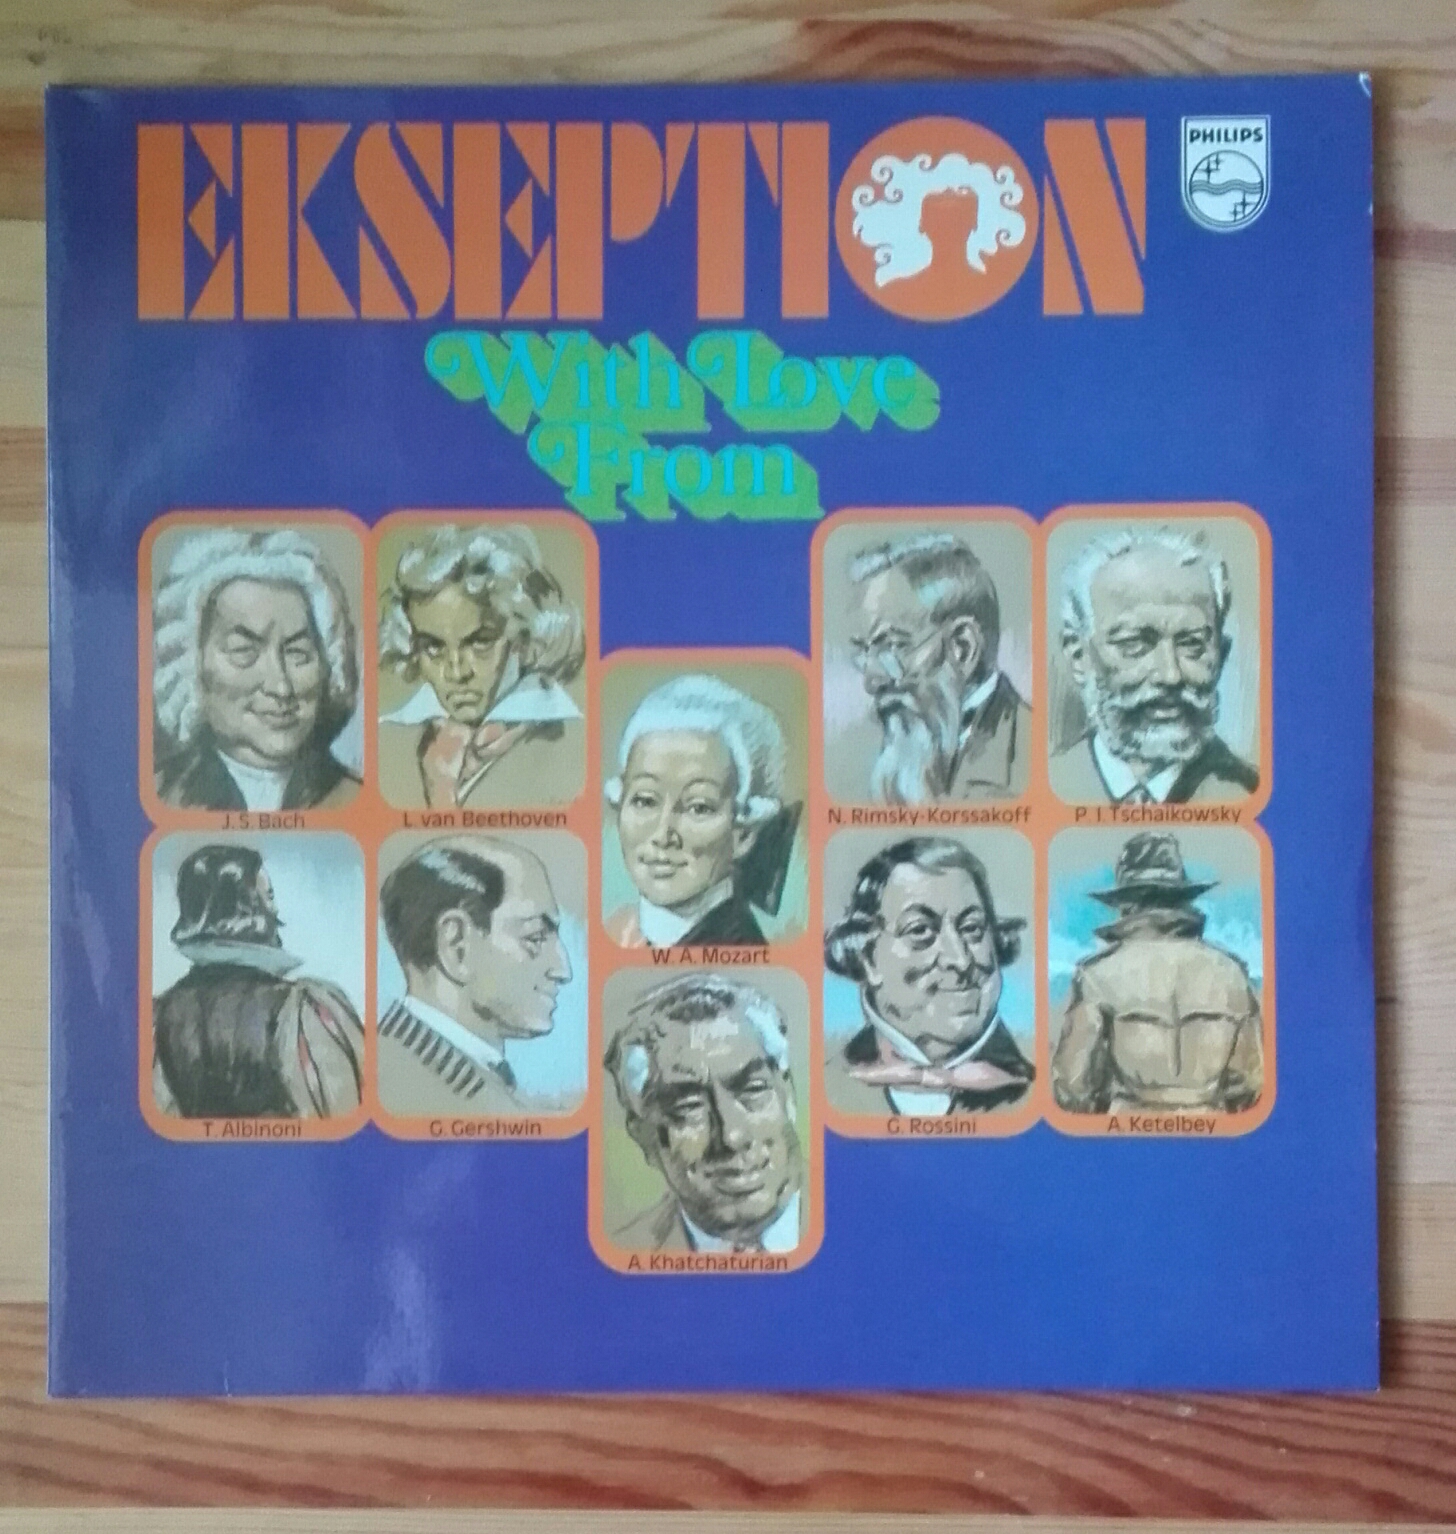 EKSEPTION
PHILIPS
With Love
From
J. S. Bach
L. van Beethoven
W. A. Mozart
N. Rimsky-Korssakoff
P. I. Tschaikowsky
T. Albinoni
G. Gershwin
A. Khatchaturian
G. Rossini
A. Ketelbey